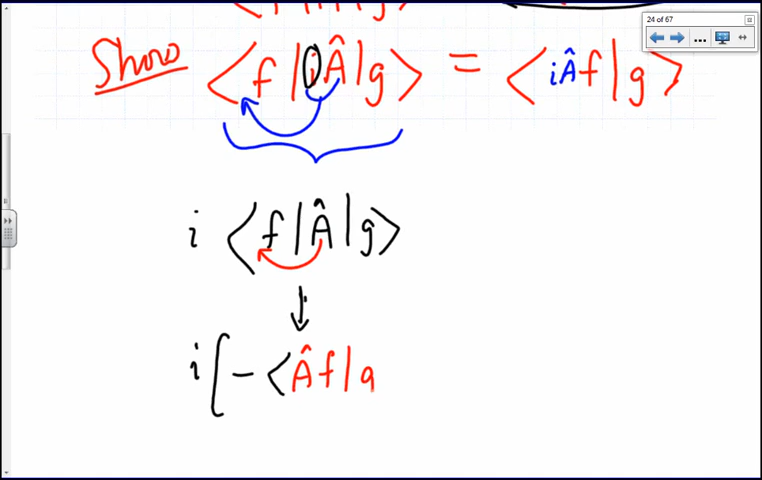 24 of 67
Show <f|iÂ|g> = <iÂf|g>
i <f|Â|g>
i[-<Âf|g